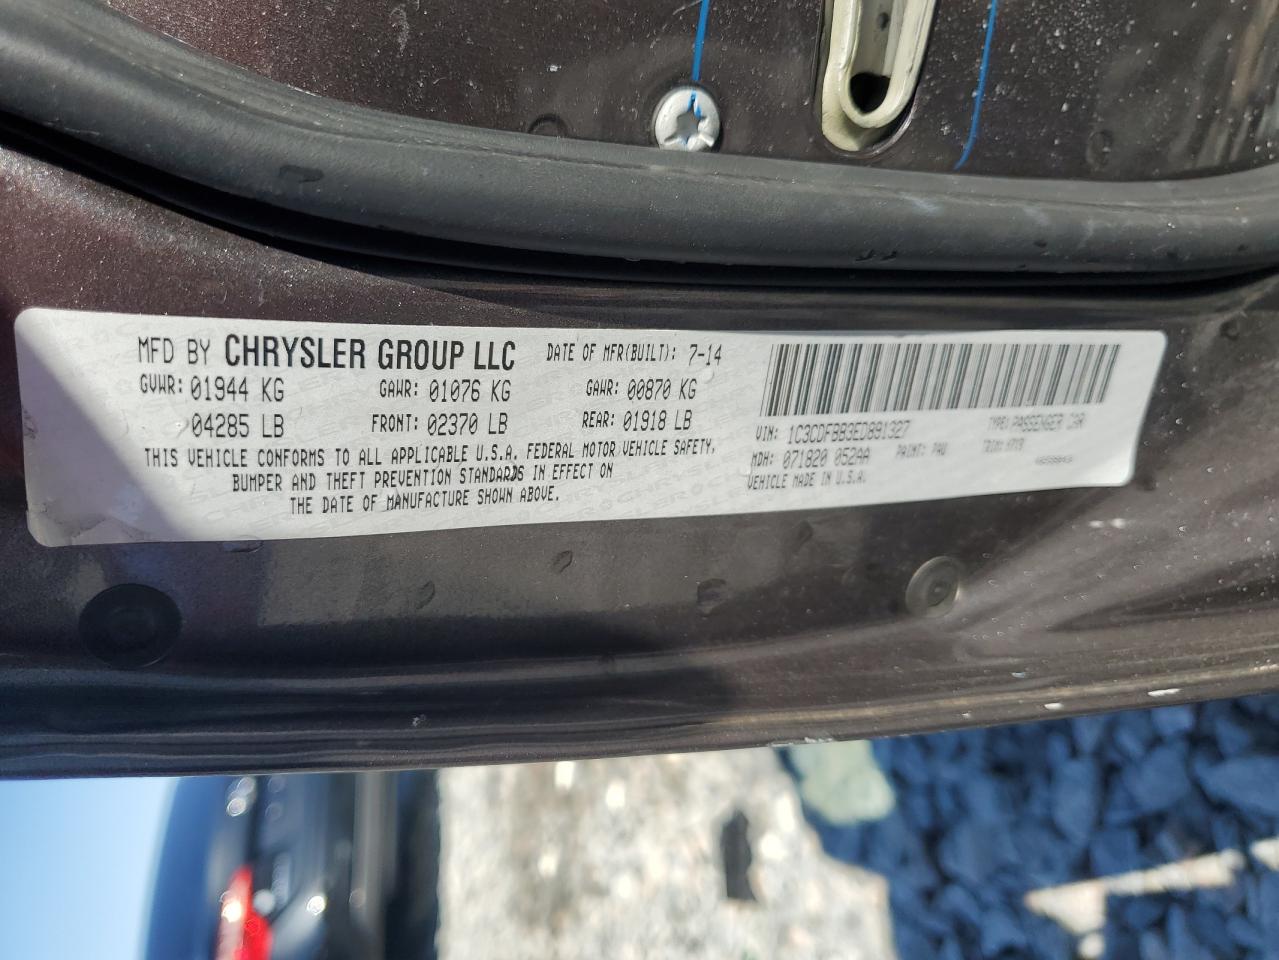 MFD BY CHRYSLER GROUP LLC DATE OF MFR(BUILT): 7-14
GVWR: 01944 KG GAWR: 01076 KG GAWR: 00870 KG
04285 LB FRONT: 02370 LB REAR: 01918 LB
THIS VEHICLE CONFORMS TO ALL APPLICABLE U.S.A. FEDERAL MOTOR VEHICLE SAFETY,
BUMPER AND THEFT PREVENTION STANDARDS IN EFFECT ON
THE DATE OF MANUFACTURE SHOWN ABOVE.
VIN: 1C3CDFBB3ED891327 TYPE: PASSENGER CAR
MDH: 071820 052AA PAINT: PAU TRIM:
VEHICLE MADE IN U.S.A.